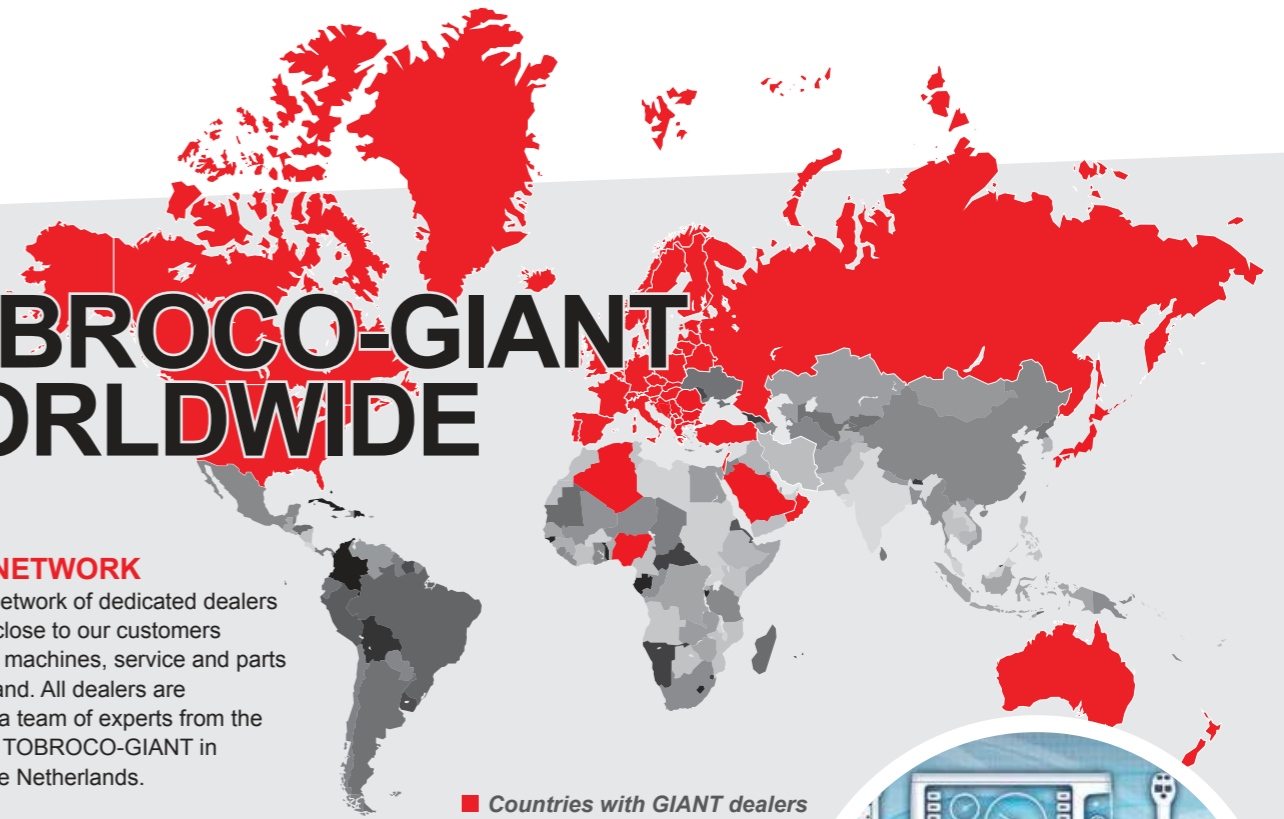 BROCO-GIANT
ORLDWIDE
NETWORK
etwork of dedicated dealers
close to our customers
machines, service and parts
and. All dealers are
a team of experts from the
TOBROCO-GIANT in
e Netherlands.
Countries with GIANT dealers